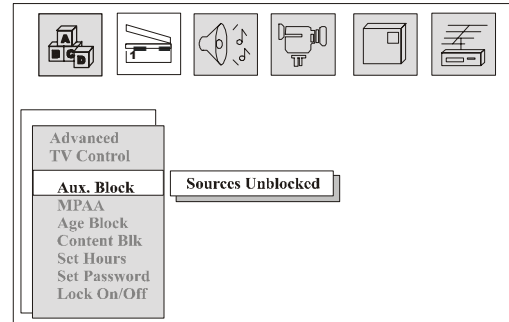 A
B C D
1
Advanced
TV Control
Aux. Block
Sources Unblocked
MPAA
Age Block
Content Blk
Set Hours
Set Password
Lock On/Off